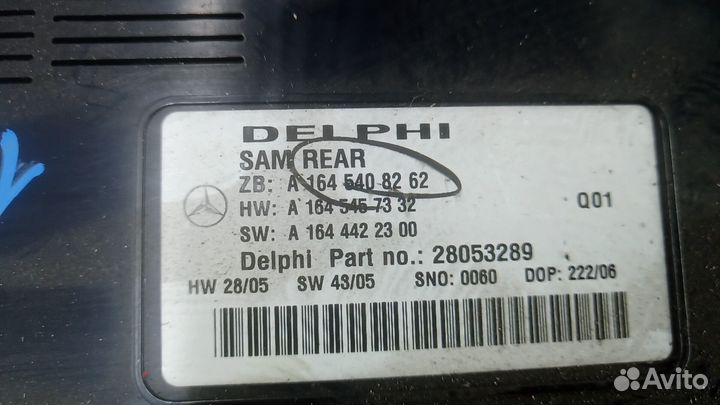 DELPHI
SAM REAR
ZB: A 164 540 82 62
HW: A 164 545 73 32
Q01
SW: A 164 442 23 00
Delphi Part no.: 28053289
HW 28/05 SW 43/05 SNO: 0060 DOP: 222/06
Avito